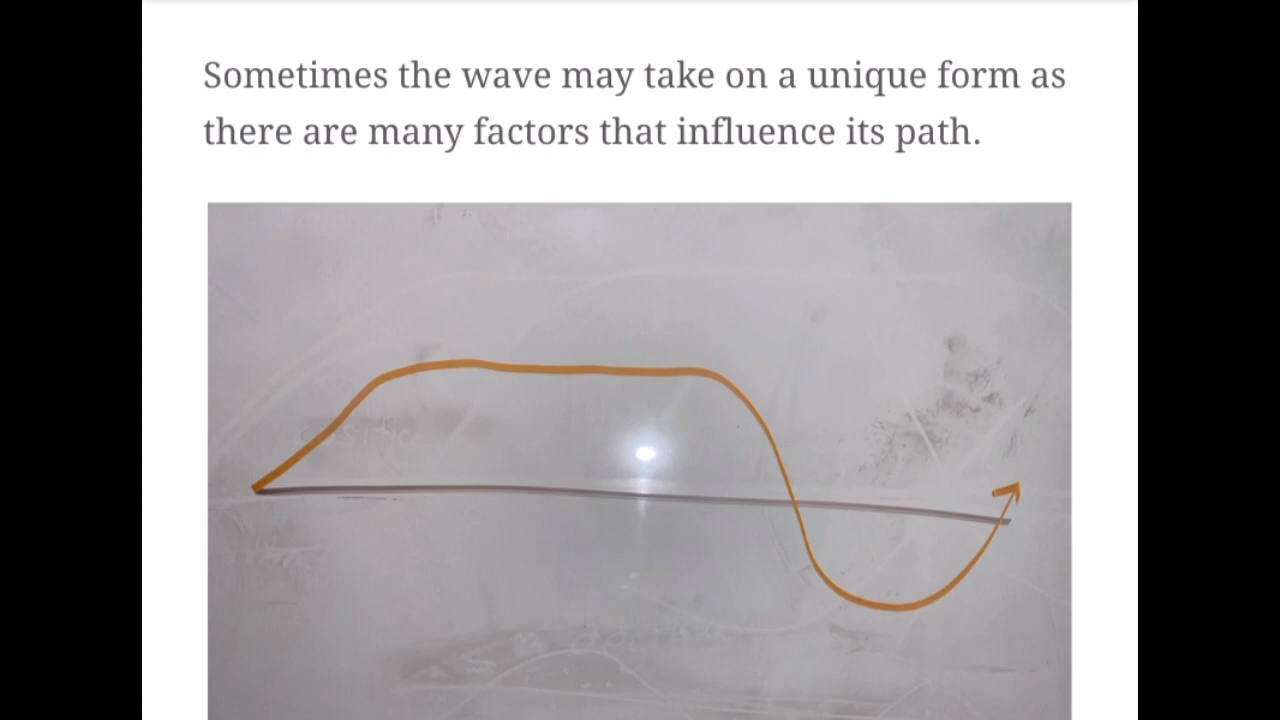 Sometimes the wave may take on a unique form as
there are many factors that influence its path.